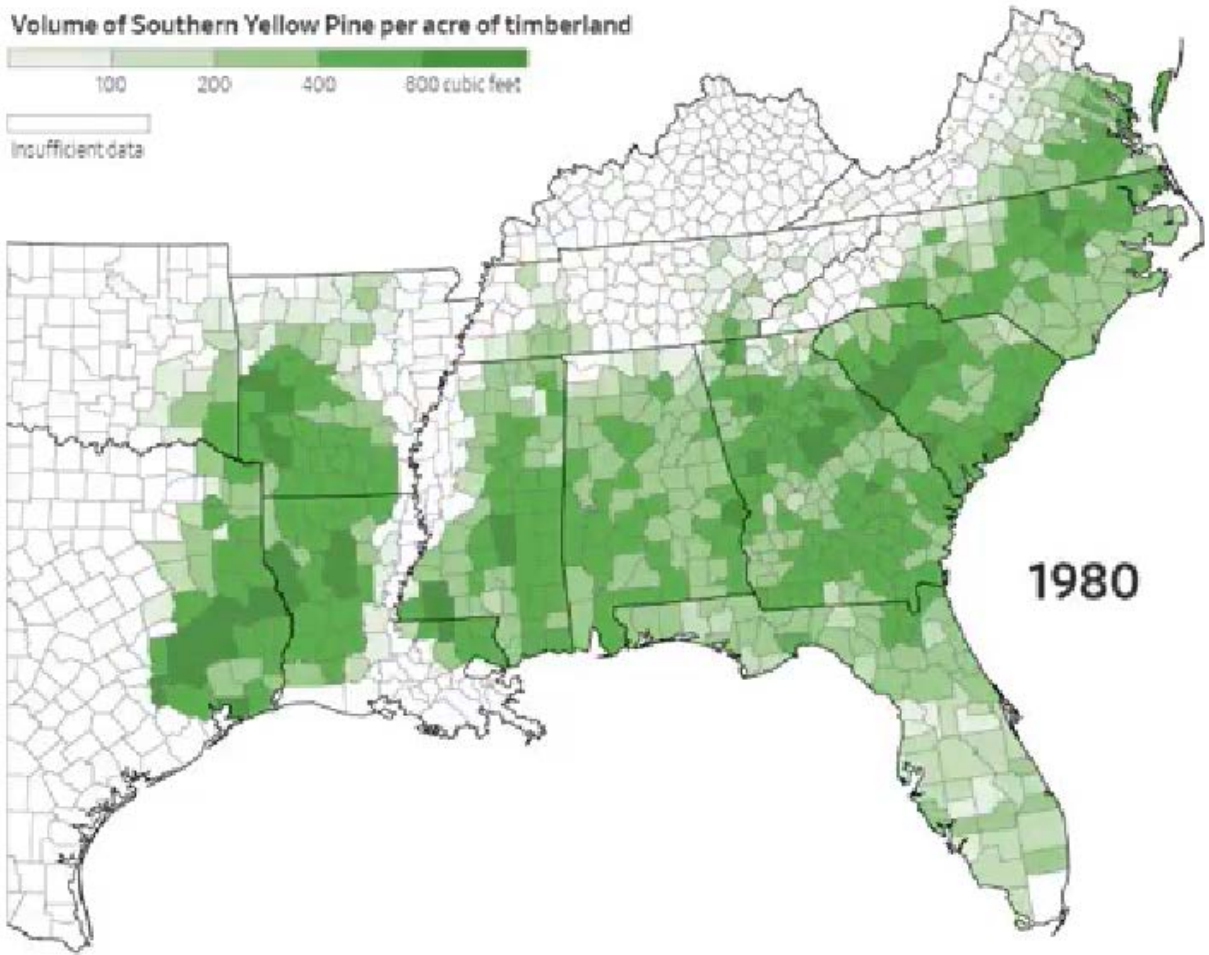 Volume of Southern Yellow Pine per acre of timberland
100 200 400 800 cubic feet
Insufficient data
1980